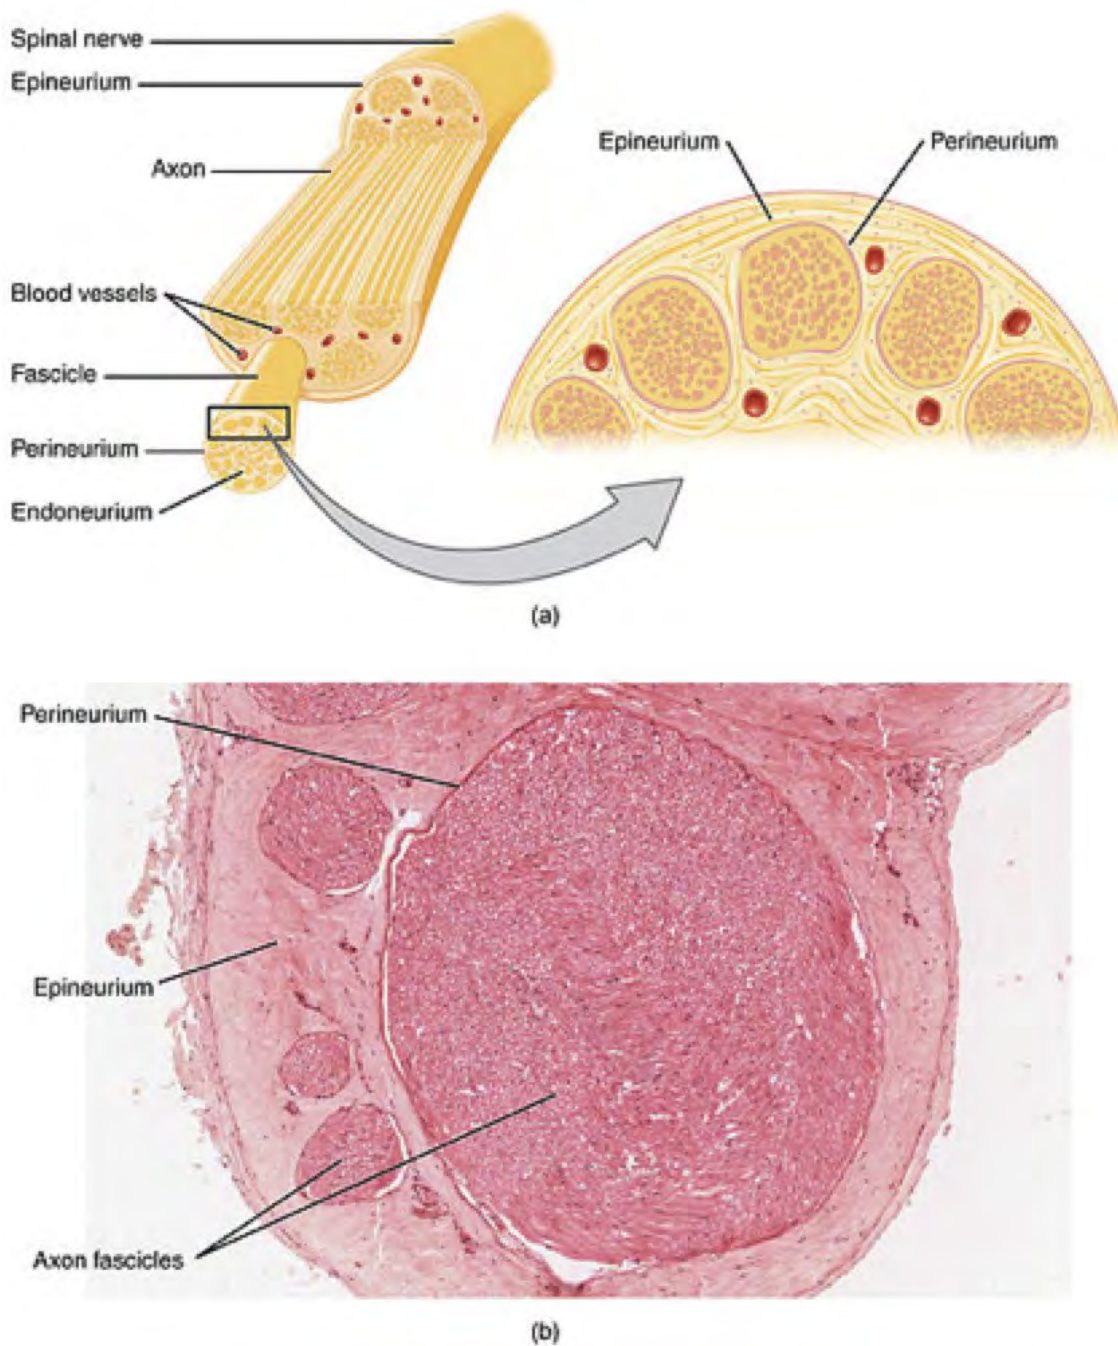 Spinal nerve
Epineurium
Axon
Blood vessels
Fascicle
Perineurium
Endoneurium
Epineurium
Perineurium
(a)
Perineurium
Epineurium
Axon fascicles
(b)